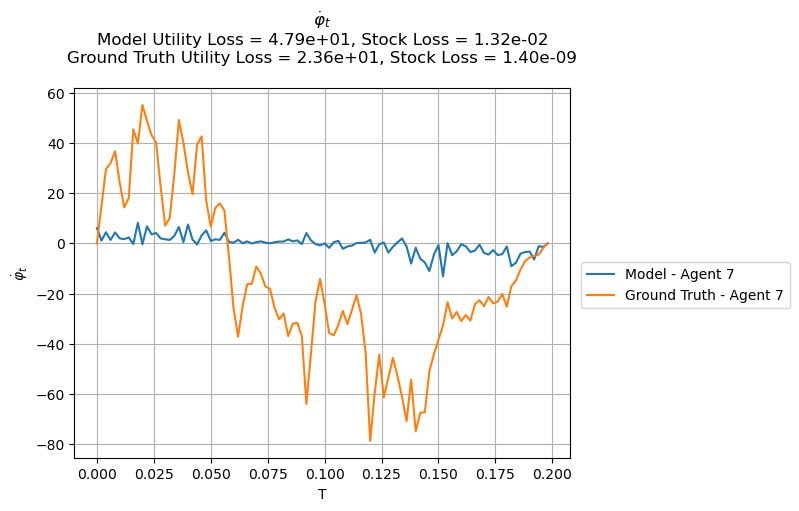 φ̇ₜ
Model Utility Loss = 4.79e+01, Stock Loss = 1.32e-02
Ground Truth Utility Loss = 2.36e+01, Stock Loss = 1.40e-09
60
40
20
0
−20
−40
−60
−80
φ̇ₜ
0.000 0.025 0.050 0.075 0.100 0.125 0.150 0.175 0.200
T
Model - Agent 7
Ground Truth - Agent 7